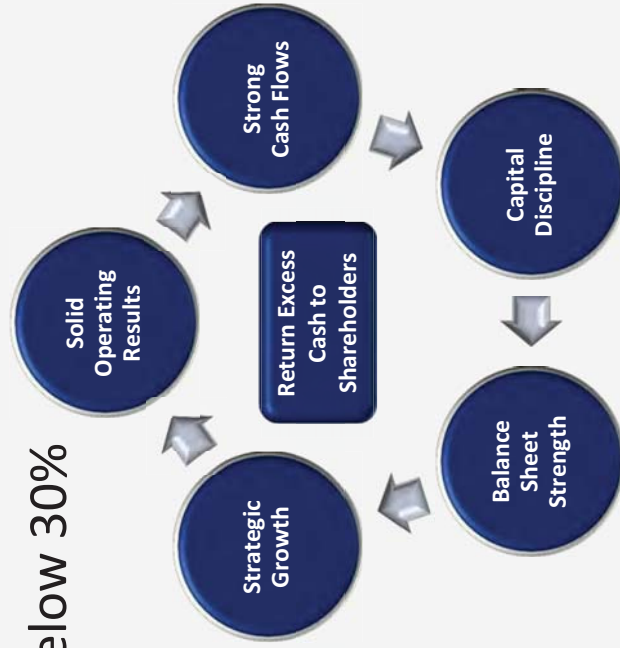 elow 30%
Solid
Operating
Results
Strong
Cash Flows
Capital
Discipline
Balance
Sheet
Strength
Strategic
Growth
Return Excess
Cash to
Shareholders